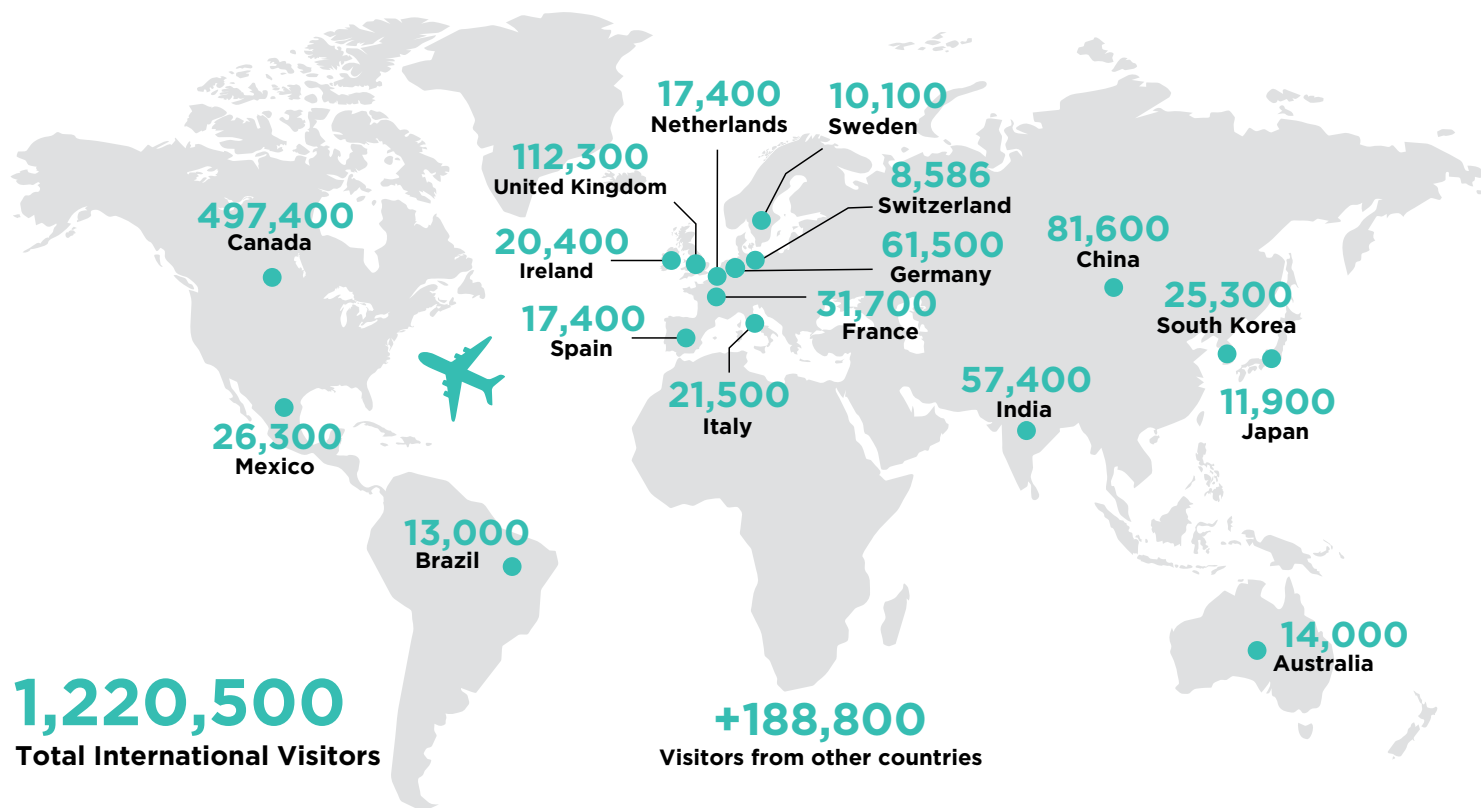 17,400
Netherlands
10,100
Sweden
112,300
United Kingdom
8,586
Switzerland
497,400
Canada
20,400
Ireland
61,500
Germany
81,600
China
31,700
France
25,300
South Korea
17,400
Spain
21,500
Italy
57,400
India
11,900
Japan
26,300
Mexico
13,000
Brazil
14,000
Australia
1,220,500
Total International Visitors
+188,800
Visitors from other countries